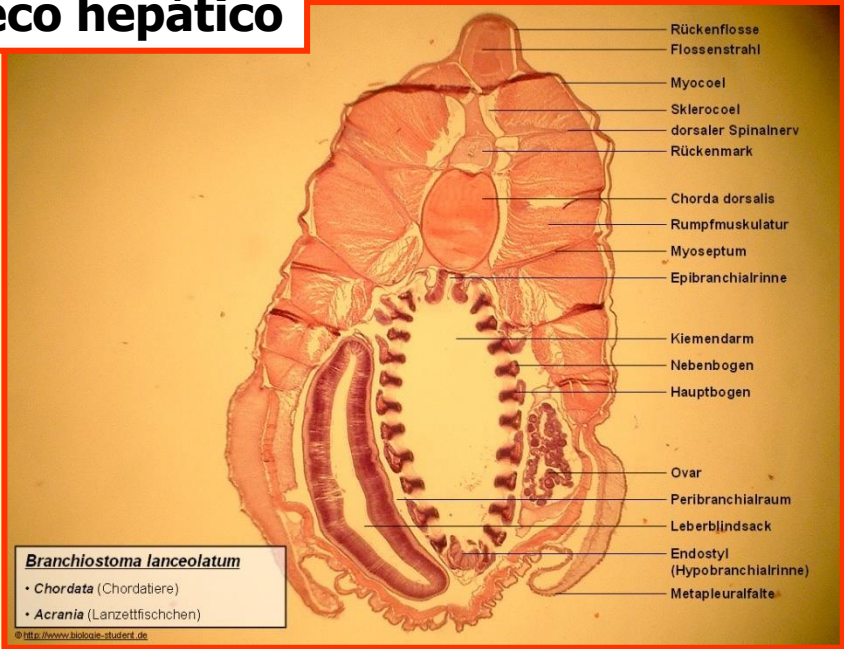 hepático
Rückenflosse
Flossenstrahl
Myocoel
Sklerocoel
dorsaler Spinalnerv
Rückenmark
Chorda dorsalis
Rumpfmuskulatur
Myoseptum
Epibranchialrinne
Kiemendarm
Nebenbogen
Hauptbogen
Ovar
Peribranchialraum
Leberblindsack
Endostyl
(Hypobranchialrinne)
Metapleuralfalte
Branchiostoma lanceolatum
• Chordata (Chordatiere)
• Acrania (Lanzettfischchen)
© http://www.biologie-student.de